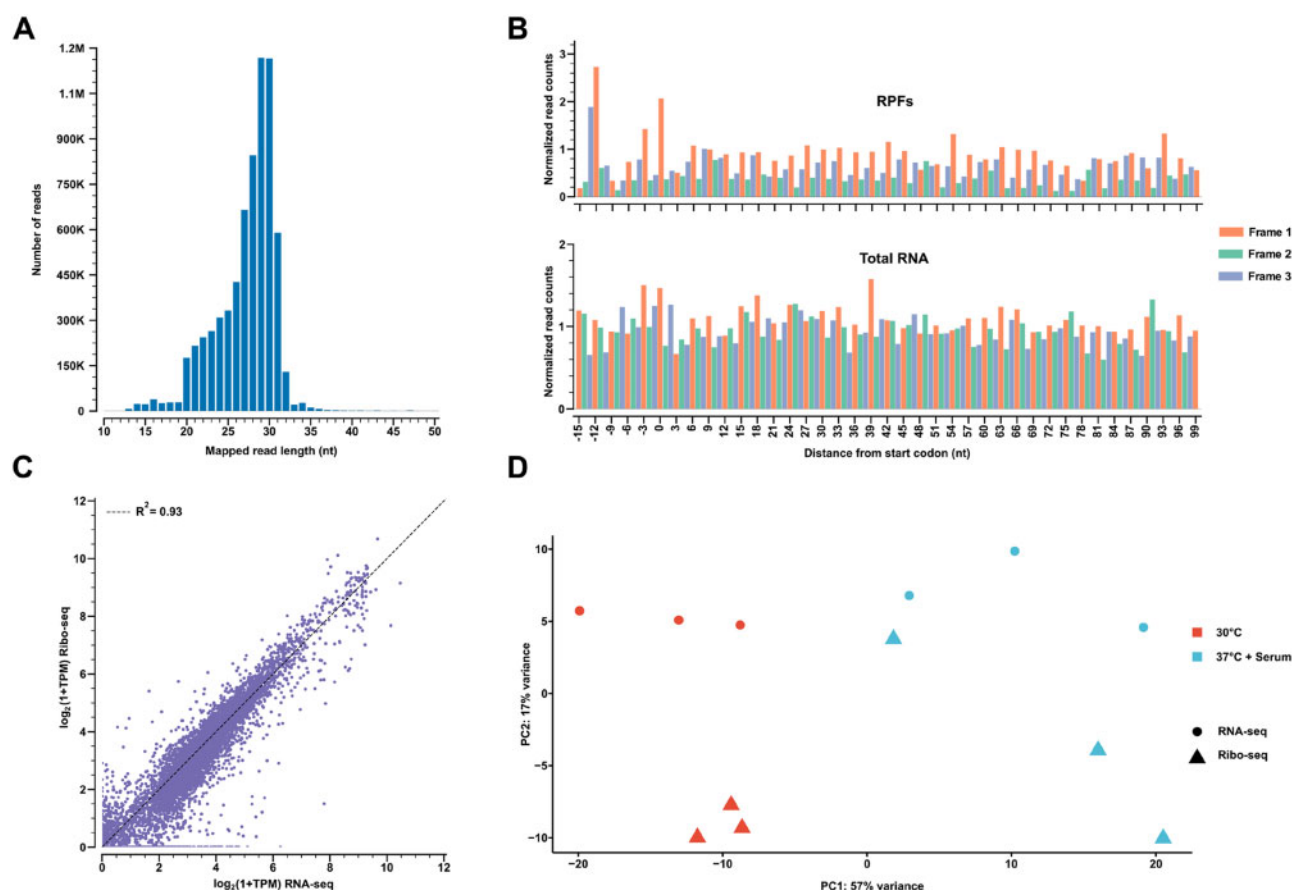 A
1.2M
1.1M
900K
750K
600K
450K
300K
150K
0
Number of reads
10 15 20 25 30 35 40 45 50
Mapped read length (nt)
B
3
2
1
0
Normalized read counts
RPFs
2
1
0
Normalized read counts
Total RNA
-15 -12 -9 -6 -3 0 3 6 9 12 15 18 21 24 27 30 33 36 39 42 45 48 51 54 57 60 63 66 69 72 75 78 81 84 87 90 93 96 99
Distance from start codon (nt)
Frame 1
Frame 2
Frame 3
C
12
10
8
6
4
2
0
log₂(1+TPM) Ribo-seq
R²= 0.93
0 2 4 6 8 10 12
log₂(1+TPM) RNA-seq
D
10
5
0
−5
−10
PC2: 17% variance
−20 −10 0 10 20
PC1: 57% variance
30°C
37°C + Serum
RNA-seq
Ribo-seq